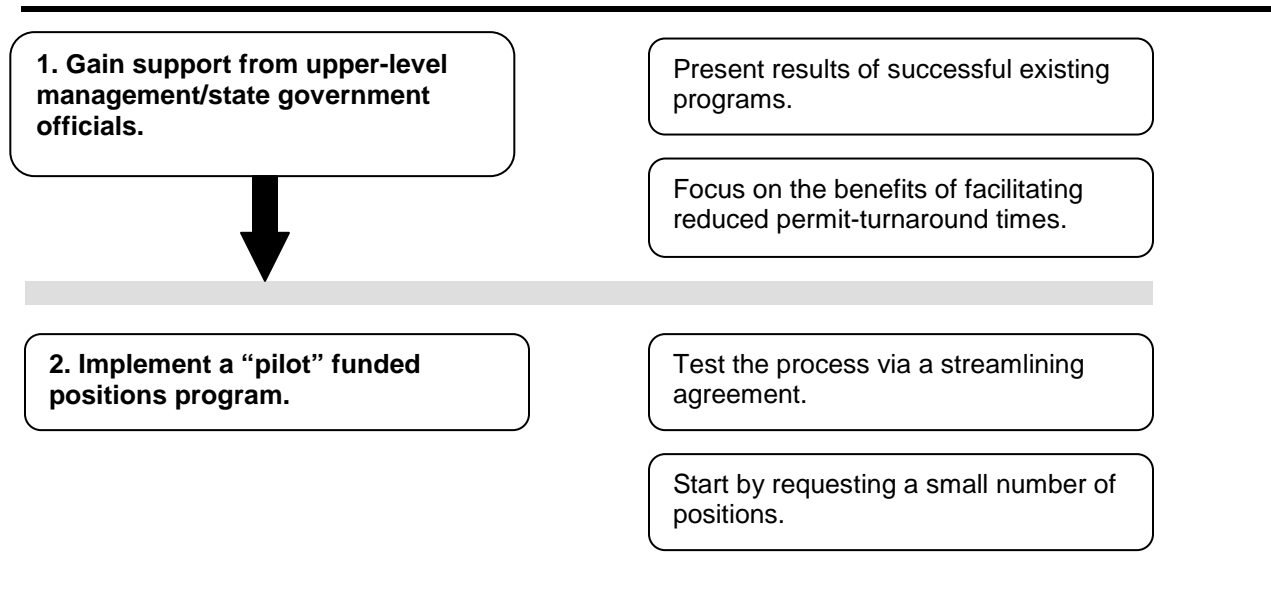 1. Gain support from upper-level
management/state government
officials.
Present results of successful existing
programs.
Focus on the benefits of facilitating
reduced permit-turnaround times.
2. Implement a “pilot” funded
positions program.
Test the process via a streamlining
agreement.
Start by requesting a small number of
positions.